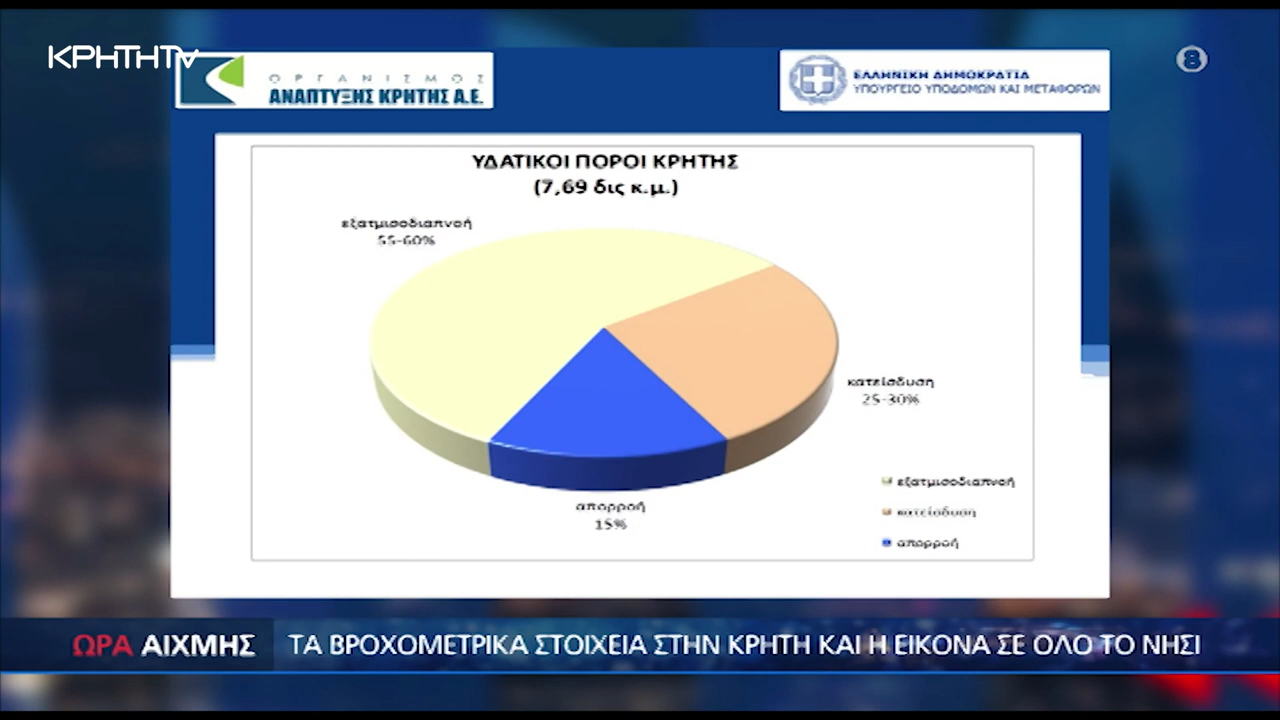 ΚΡΗΤΗTV
8
ΟΡΓΑΝΙΣΜΟΣ
ΑΝΑΠΤΥΞΗΣ ΚΡΗΤΗΣ Α.Ε.
ΕΛΛΗΝΙΚΗ ΔΗΜΟΚΡΑΤΙΑ
ΥΠΟΥΡΓΕΙΟ ΥΠΟΔΟΜΩΝ ΚΑΙ ΜΕΤΑΦΟΡΩΝ
ΥΔΑΤΙΚΟΙ ΠΟΡΟΙ ΚΡΗΤΗΣ
(7,69 δις κ.μ.)
εξατμισοδιαπνοή
55-60%
κατείσδυση
25-30%
απορροή
15%
εξατμισοδιαπνοή
κατείσδυση
απορροή
ΩΡΑ ΑΙΧΜΗΣ ΤΑ ΒΡΟΧΟΜΕΤΡΙΚΑ ΣΤΟΙΧΕΙΑ ΣΤΗΝ ΚΡΗΤΗ ΚΑΙ Η ΕΙΚΟΝΑ ΣΕ ΟΛΟ ΤΟ ΝΗΣΙ